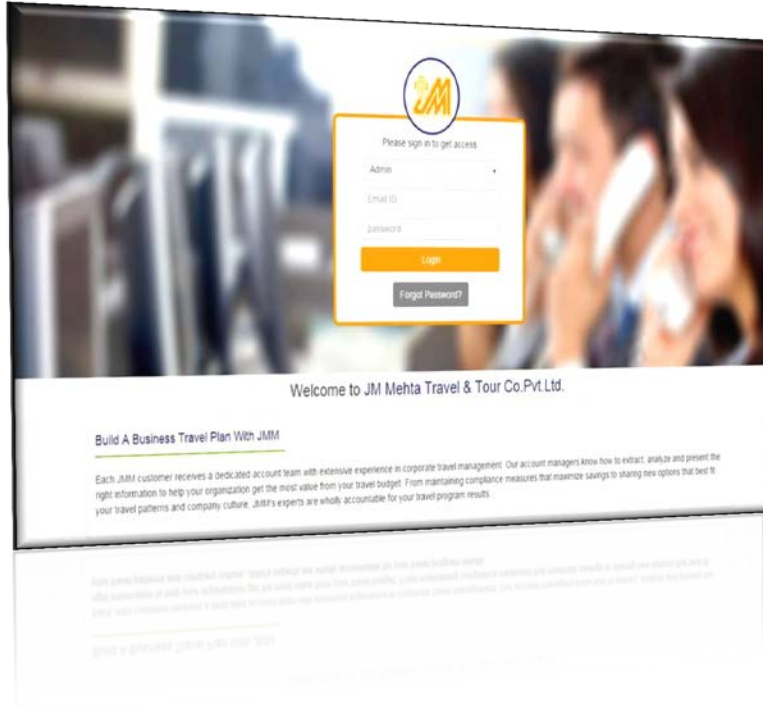 JM
Please sign in to get access
Admin
Email ID
password
Login
Forgot Password?
Welcome to JM Mehta Travel & Tour Co.Pvt.Ltd.
Build A Business Travel Plan With JMM
Each JMM customer receives a dedicated account team with extensive experience in corporate travel management. Our account managers know how to extract, analyze and present the
right information to help your organization get the most value from your travel budget. From maintaining compliance measures that maximize savings to sharing new options that best fit
your travel patterns and company culture. JMM's experts are wholly accountable for your travel program results.